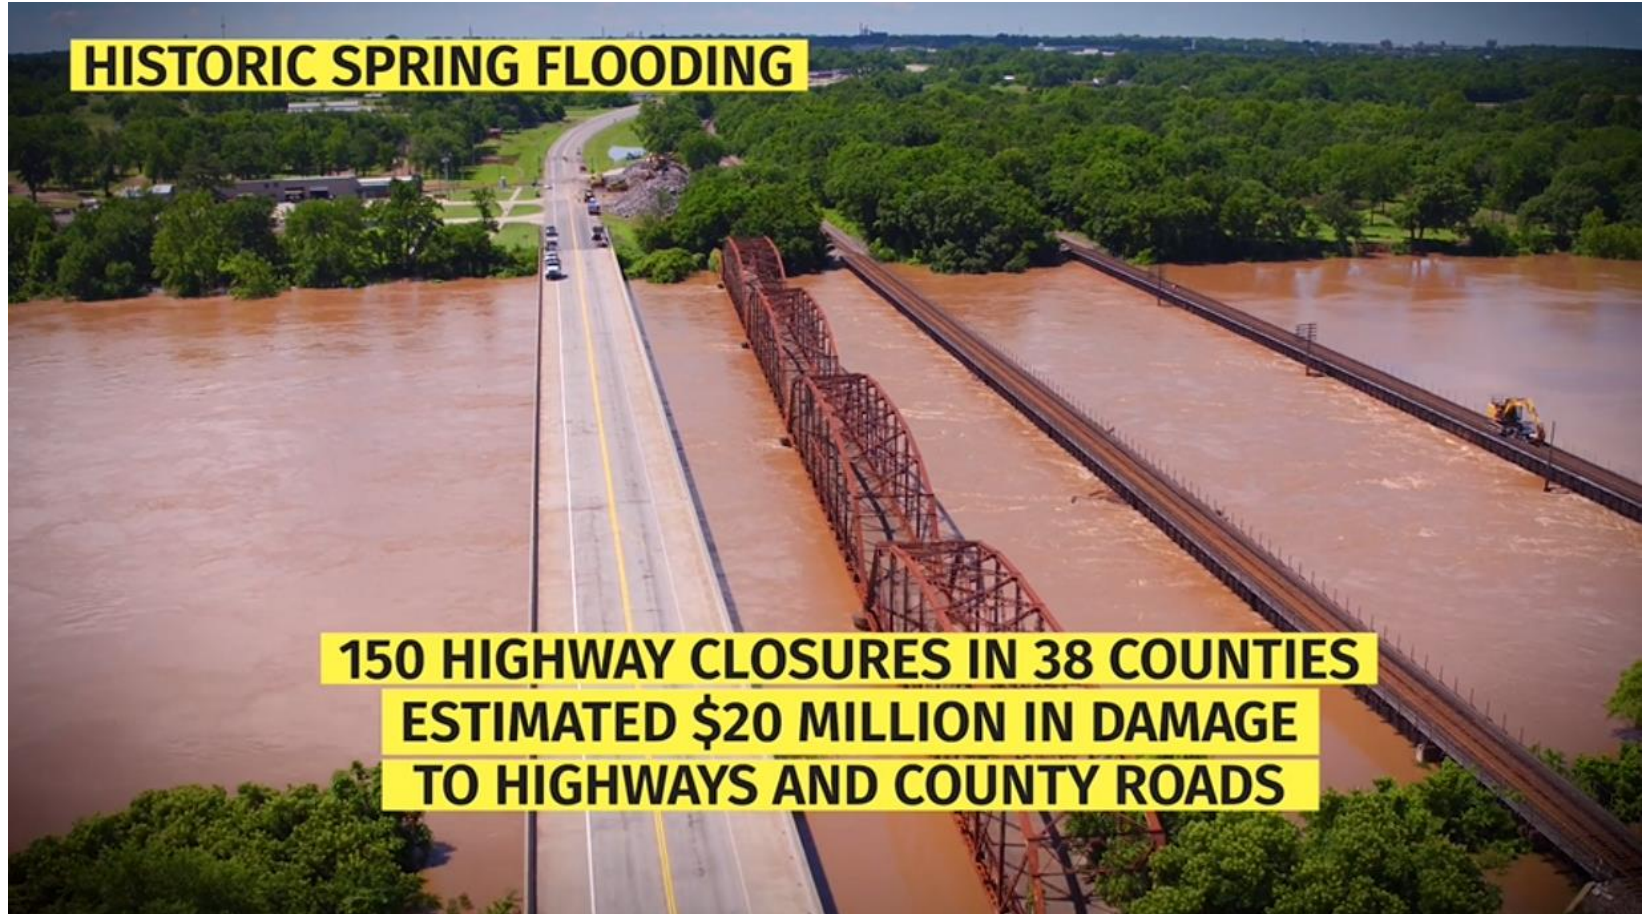 HISTORIC SPRING FLOODING
150 HIGHWAY CLOSURES IN 38 COUNTIES
ESTIMATED $20 MILLION IN DAMAGE
TO HIGHWAYS AND COUNTY ROADS